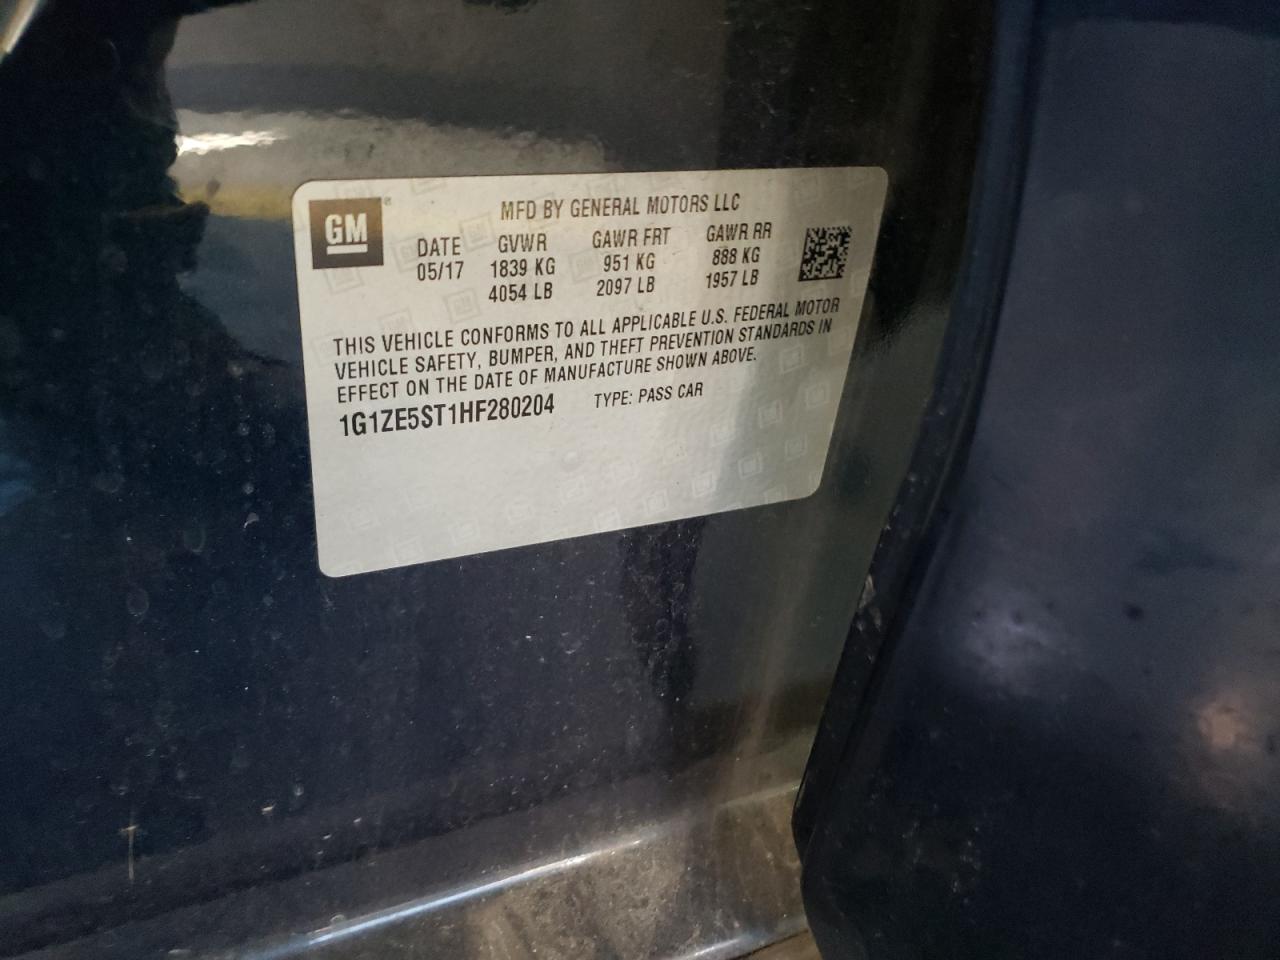 GM
MFD BY GENERAL MOTORS LLC
DATE GVWR GAWR FRT GAWR RR
05/17 1839 KG 951 KG 888 KG
4054 LB 2097 LB 1957 LB
THIS VEHICLE CONFORMS TO ALL APPLICABLE U.S. FEDERAL MOTOR
VEHICLE SAFETY, BUMPER, AND THEFT PREVENTION STANDARDS IN
EFFECT ON THE DATE OF MANUFACTURE SHOWN ABOVE.
1G1ZE5ST1HF280204 TYPE: PASS CAR